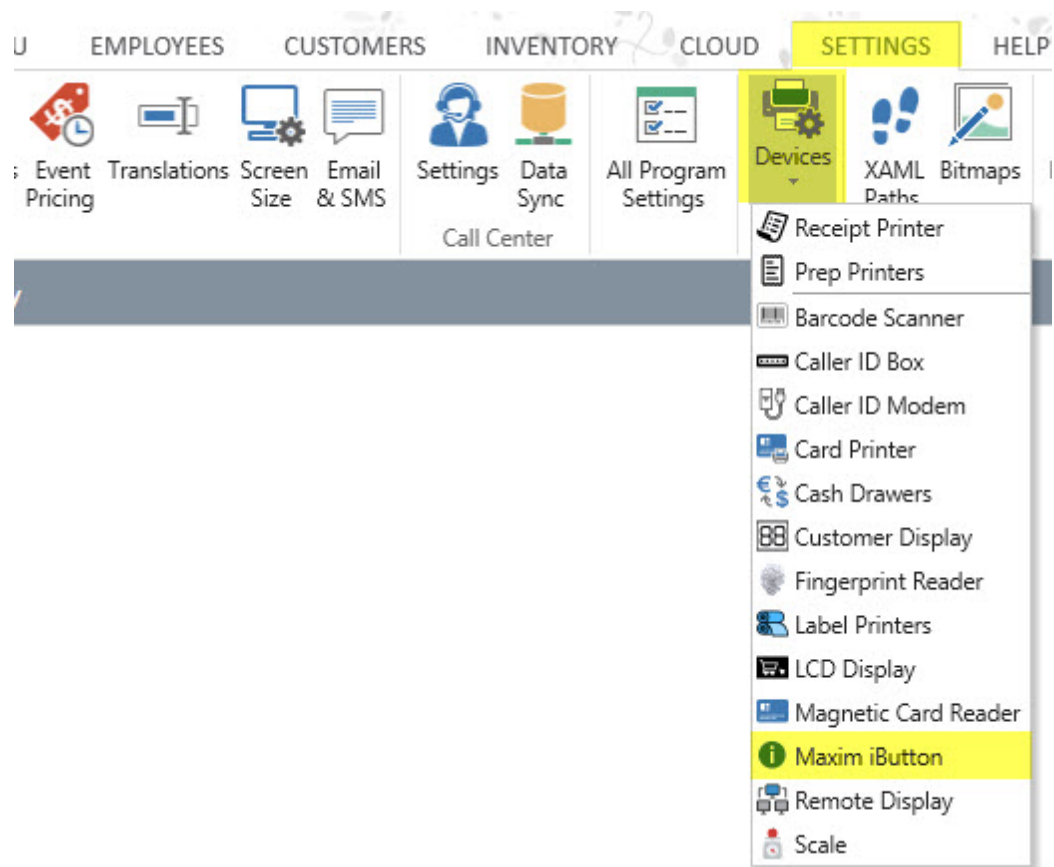 U EMPLOYEES CUSTOMERS INVENTORY CLOUD SETTINGS HELP
s Event Pricing
Translations
Screen Size
Email & SMS
Settings
Data Sync
Call Center
All Program Settings
Devices
XAML Paths
Bitmaps
y
Receipt Printer
Prep Printers
Barcode Scanner
Caller ID Box
Caller ID Modem
Card Printer
Cash Drawers
Customer Display
Fingerprint Reader
Label Printers
LCD Display
Magnetic Card Reader
Maxim iButton
Remote Display
Scale